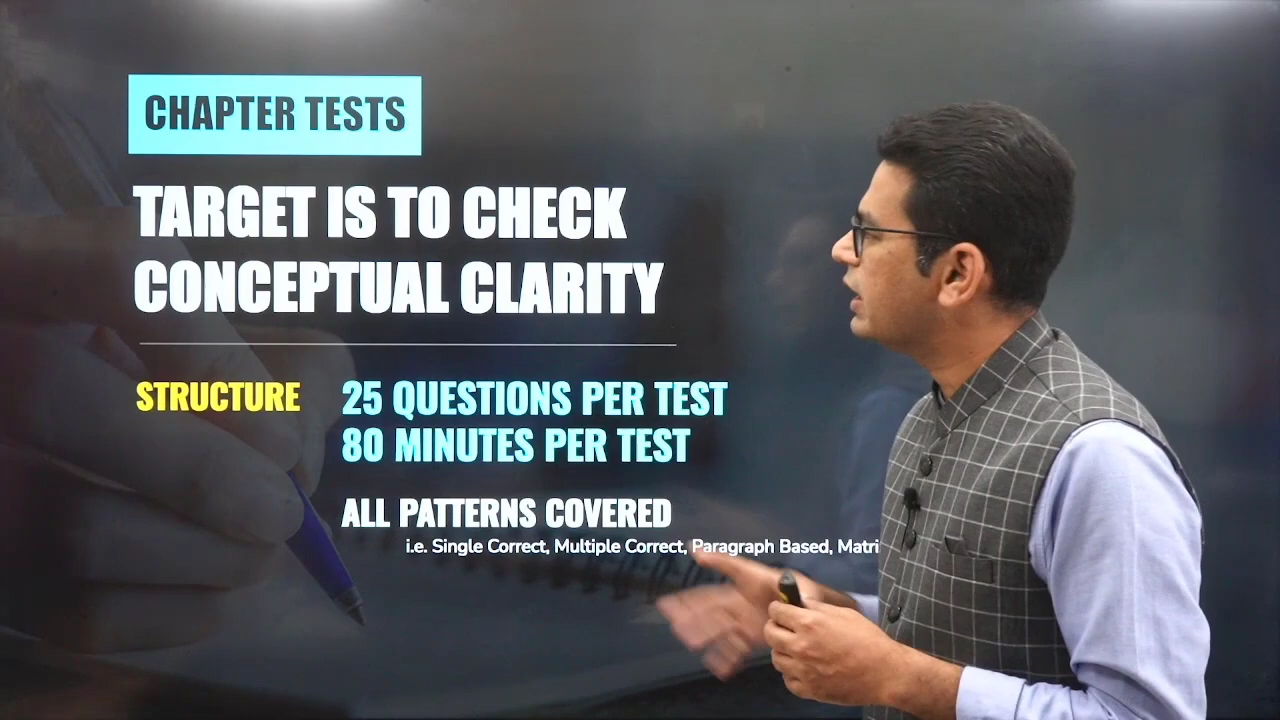 CHAPTER TESTS
TARGET IS TO CHECK
CONCEPTUAL CLARITY
STRUCTURE
25 QUESTIONS PER TEST
80 MINUTES PER TEST
ALL PATTERNS COVERED
i.e. Single Correct, Multiple Correct, Paragraph Based, Matri